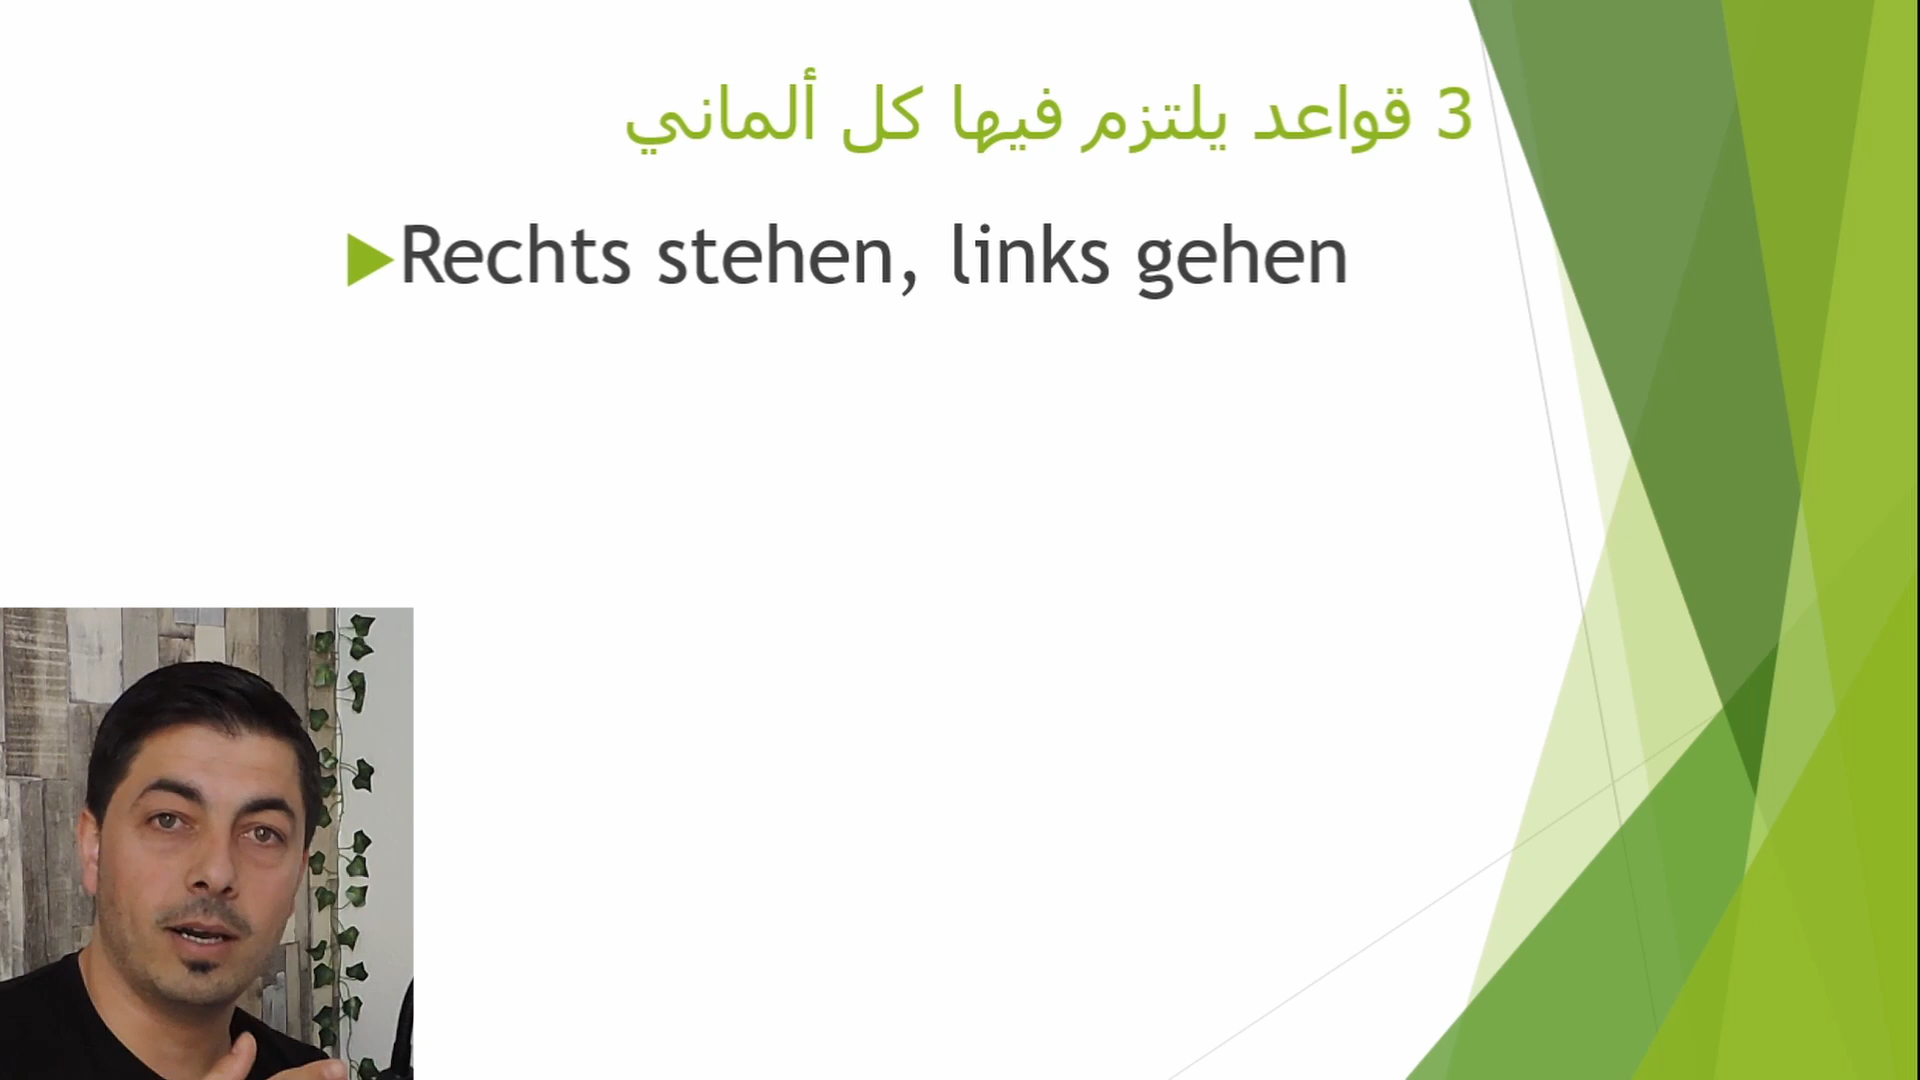 3 قواعد يلتزم فيها كل ألماني
Rechts stehen, links gehen